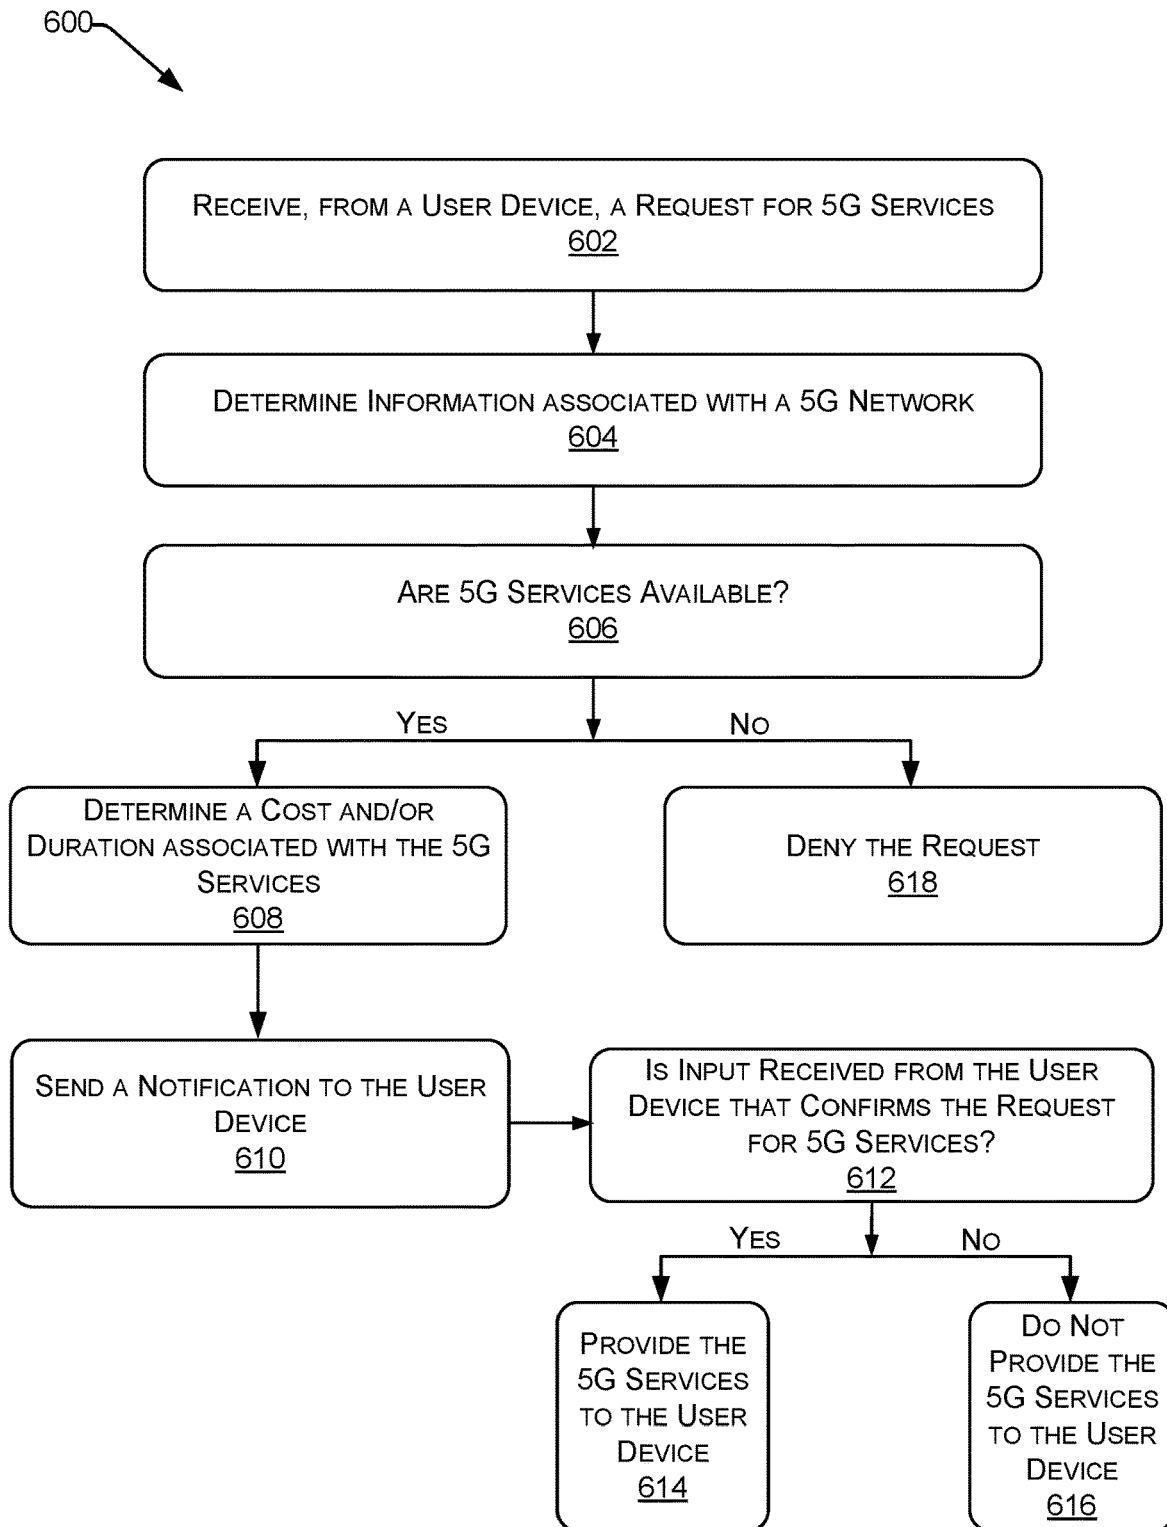 600
RECEIVE, FROM A USER DEVICE, A REQUEST FOR 5G SERVICES
602
DETERMINE INFORMATION ASSOCIATED WITH A 5G NETWORK
604
ARE 5G SERVICES AVAILABLE?
606
YES
NO
DETERMINE A COST AND/OR
DURATION ASSOCIATED WITH THE 5G
SERVICES
608
DENY THE REQUEST
618
SEND A NOTIFICATION TO THE USER
DEVICE
610
IS INPUT RECEIVED FROM THE USER
DEVICE THAT CONFIRMS THE REQUEST
FOR 5G SERVICES?
612
YES
NO
PROVIDE THE
5G SERVICES
TO THE USER
DEVICE
614
DO NOT
PROVIDE THE
5G SERVICES
TO THE USER
DEVICE
616